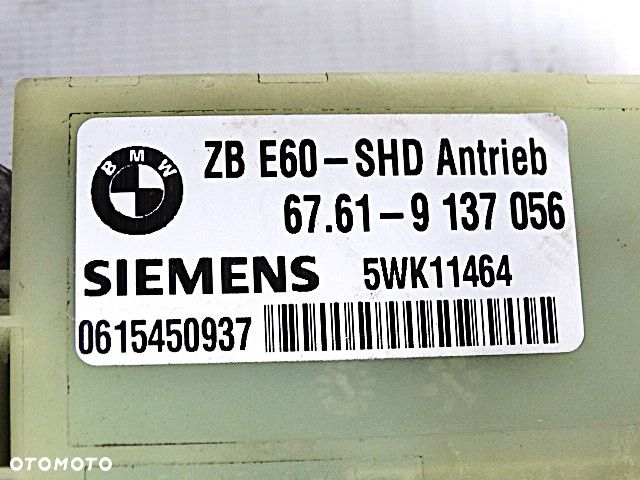 BMW
ZB E60-SHD Antrieb
67.61-9 137 056
SIEMENS 5WK11464
0615450937
OTOMOTO